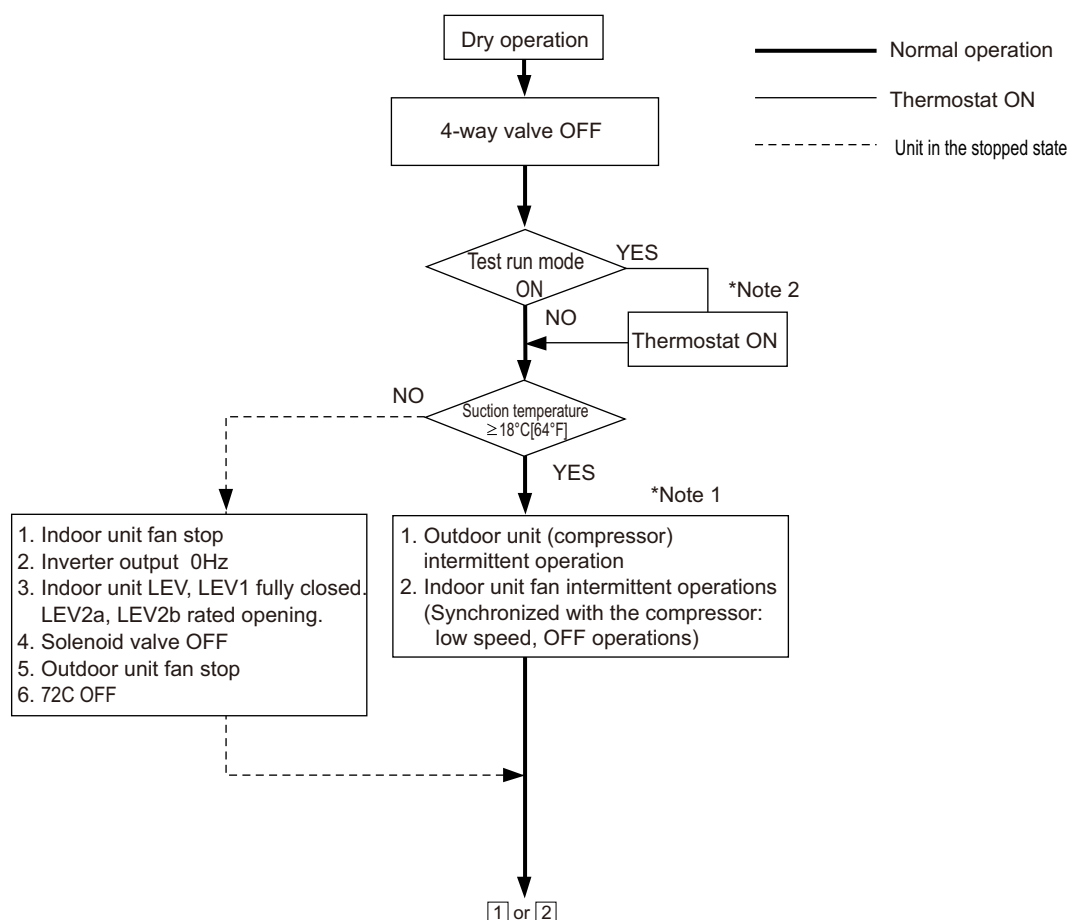 Dry operation
Normal operation
Thermostat ON
Unit in the stopped state
4-way valve OFF
Test run mode
ON
YES
*Note 2
NO
Thermostat ON
NO
Suction temperature
≥18°C[64°F]
YES
*Note 1
1. Indoor unit fan stop
2. Inverter output 0Hz
3. Indoor unit LEV, LEV1 fully closed.
LEV2a, LEV2b rated opening.
4. Solenoid valve OFF
5. Outdoor unit fan stop
6. 72C OFF
1. Outdoor unit (compressor)
intermittent operation
2. Indoor unit fan intermittent operations
(Synchronized with the compressor:
low speed, OFF operations)
1 or 2